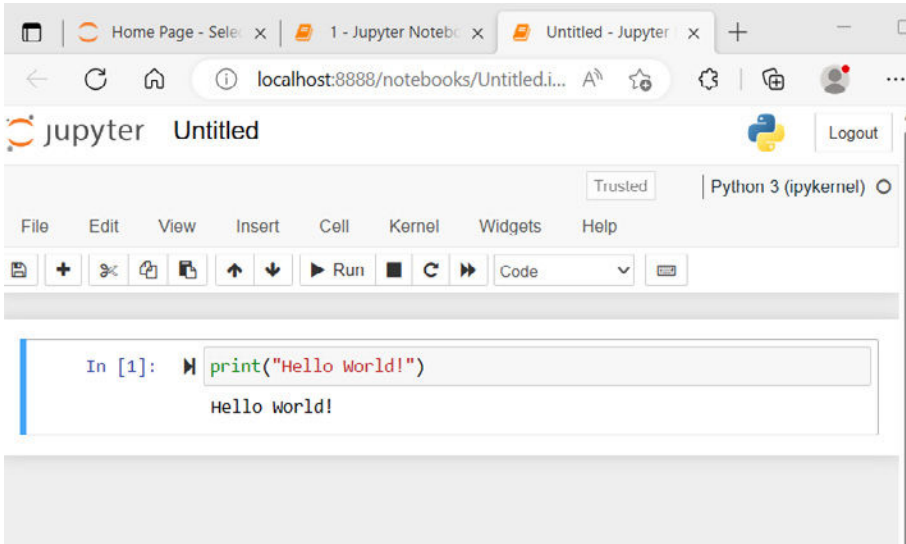 Home Page - Sele
1 - Jupyter Notebo
Untitled - Jupyter
localhost:8888/notebooks/Untitled.i...
jupyter Untitled
Logout
Trusted
Python 3 (ipykernel)
File Edit View Insert Cell Kernel Widgets Help
Run
Code
In [1]: print("Hello World!")
Hello World!